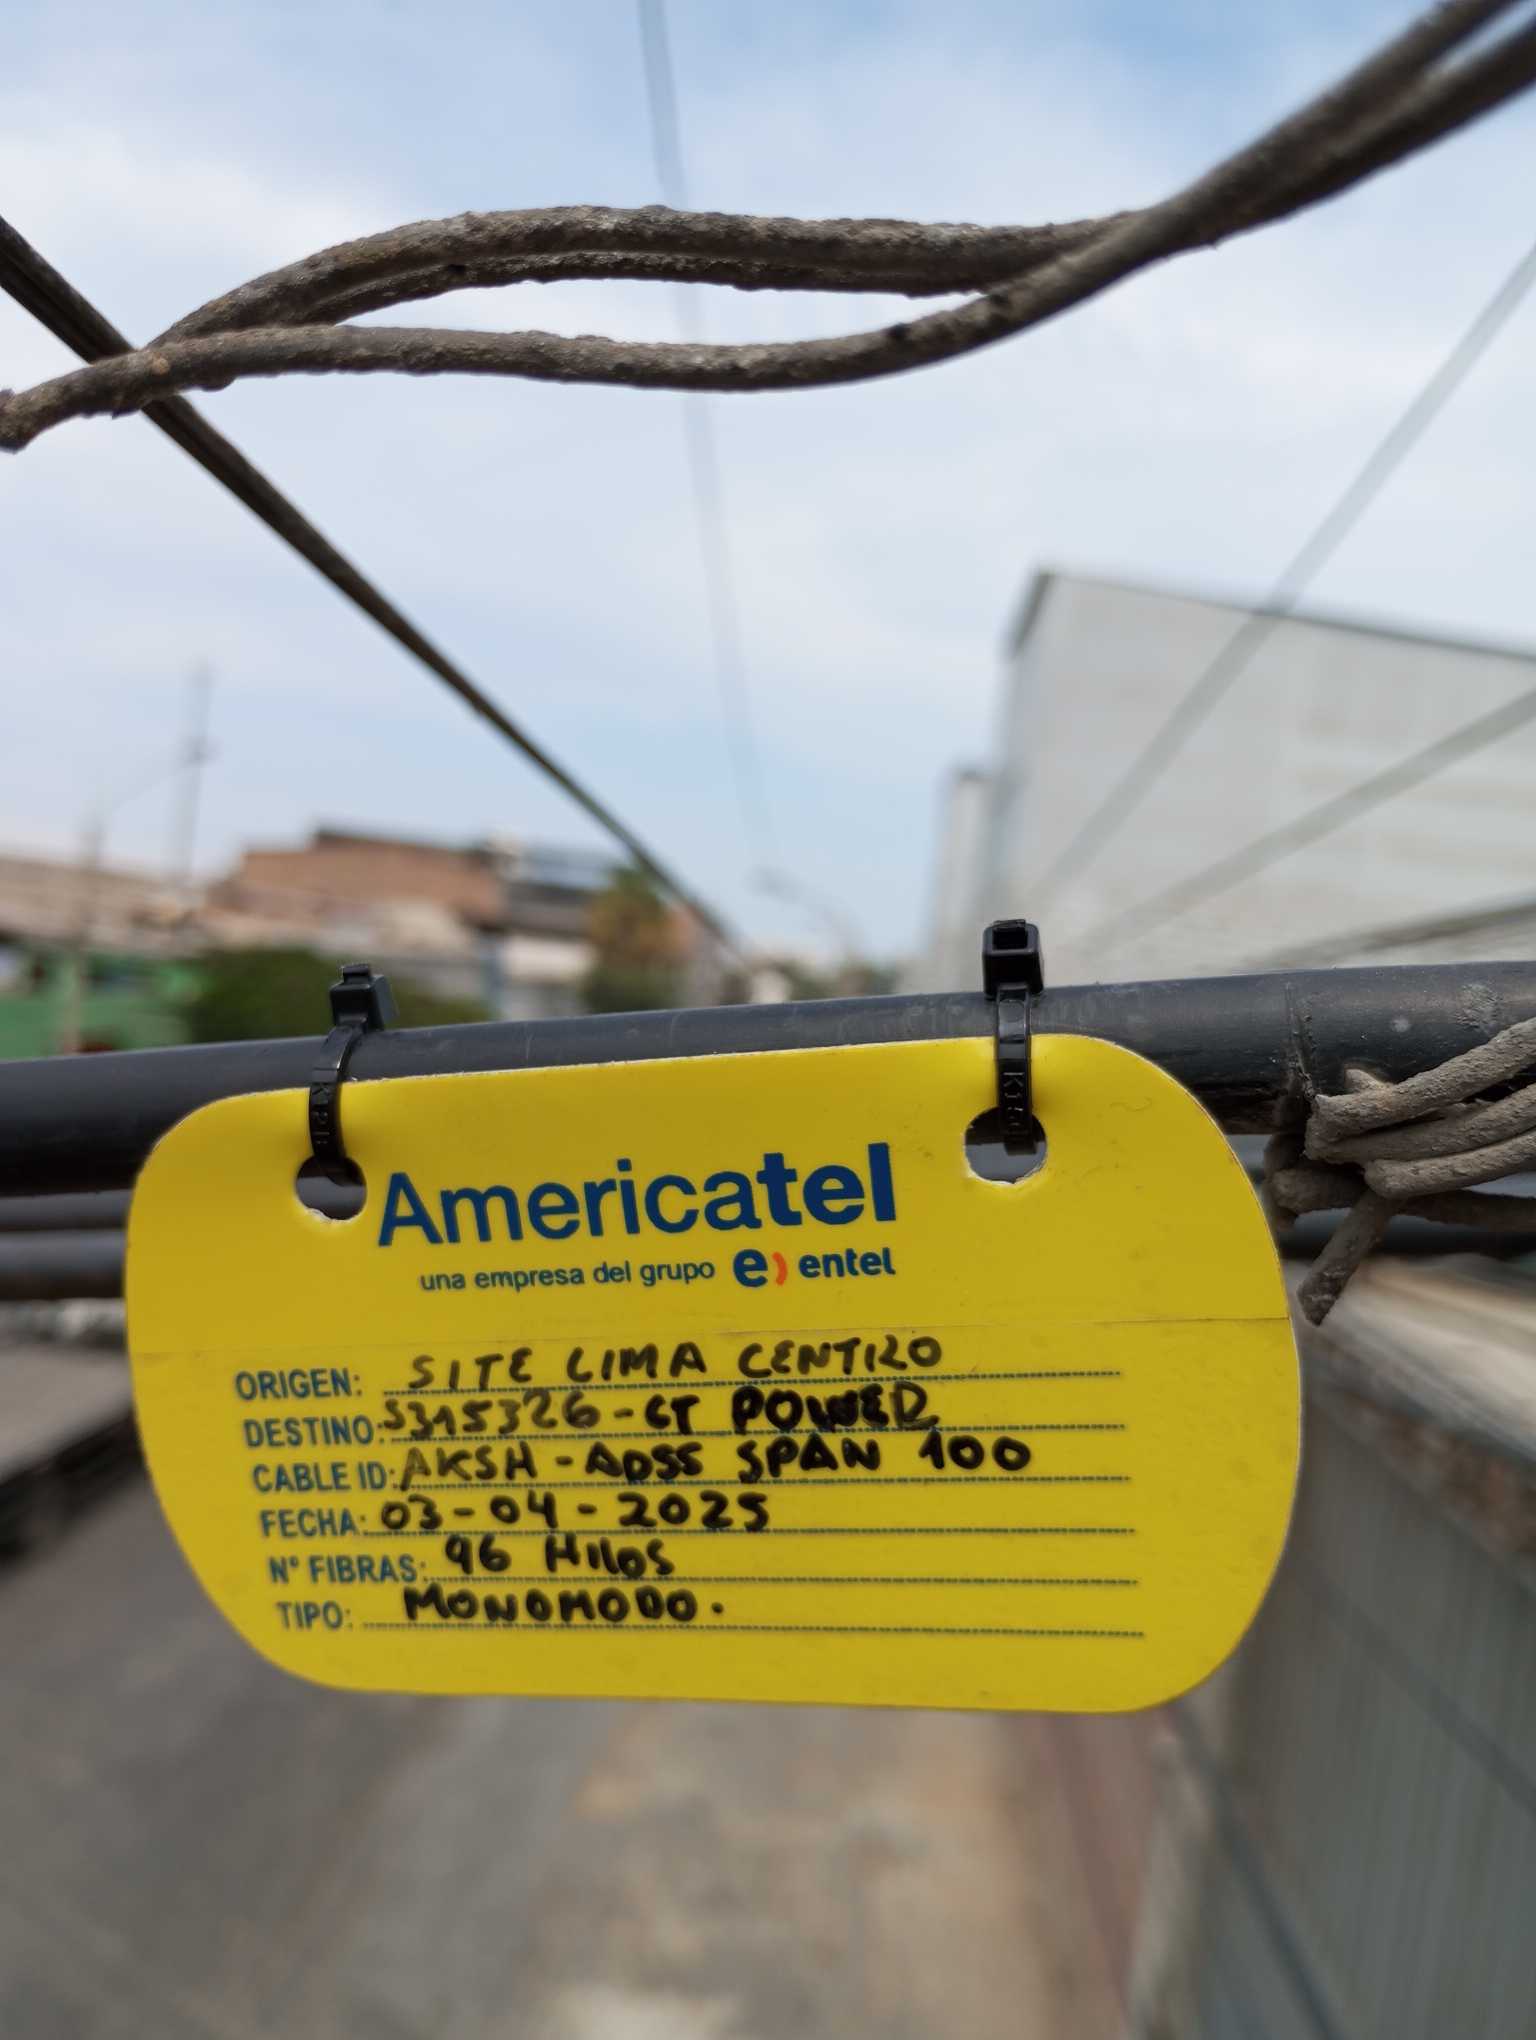 Americatel
una empresa del grupo e) entel
ORIGEN: SITE LIMA CENTRO
DESTINO: S315326-CT POWER
CABLE ID: AKSH-ADSS SPAN 100
FECHA: 03-04-2025
N° FIBRAS: 96 Hilos
TIPO: MONOMODO.